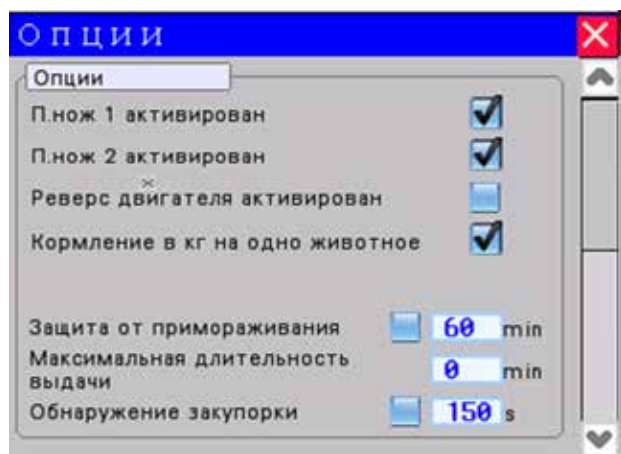 Опции
Опции
П.нож 1 активирован
П.нож 2 активирован
Реверс двигателя активирован
Кормление в кг на одно животное
Защита от примораживания 60 min
Максимальная длительность
выдачи 0 min
Обнаружение закупорки 150 s